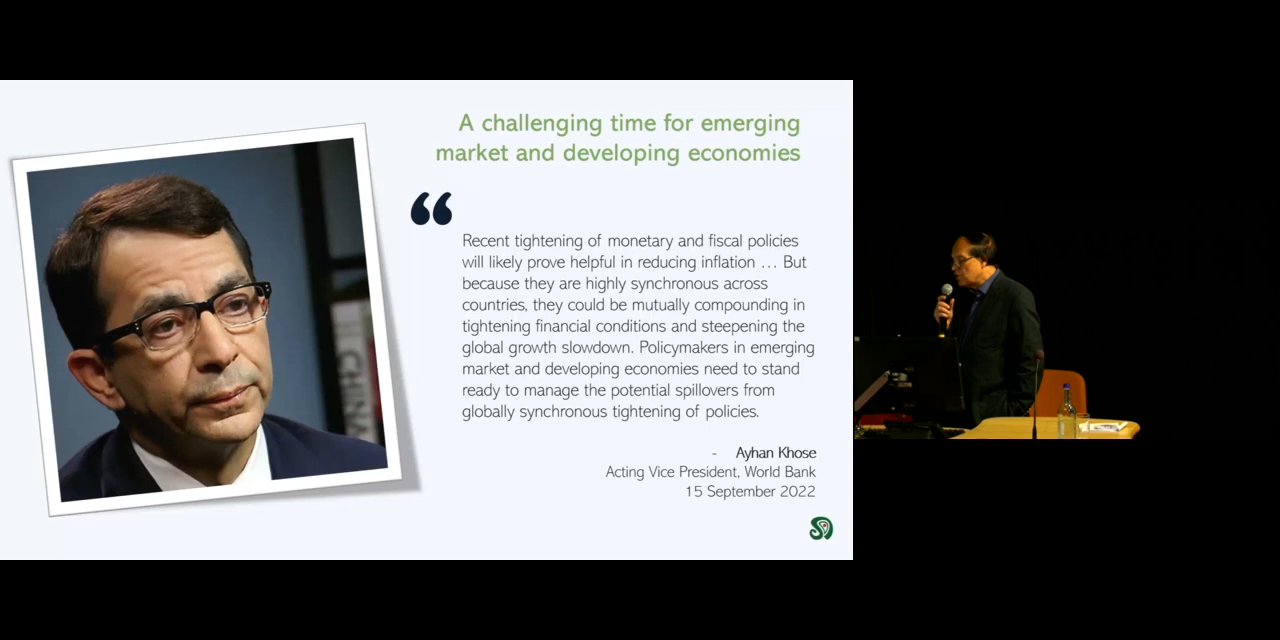 A challenging time for emerging
market and developing economies
“
Recent tightening of monetary and fiscal policies
will likely prove helpful in reducing inflation … But
because they are highly synchronous across
countries, they could be mutually compounding in
tightening financial conditions and steepening the
global growth slowdown. Policymakers in emerging
market and developing economies need to stand
ready to manage the potential spillovers from
globally synchronous tightening of policies.
- Ayhan Khose
Acting Vice President, World Bank
15 September 2022